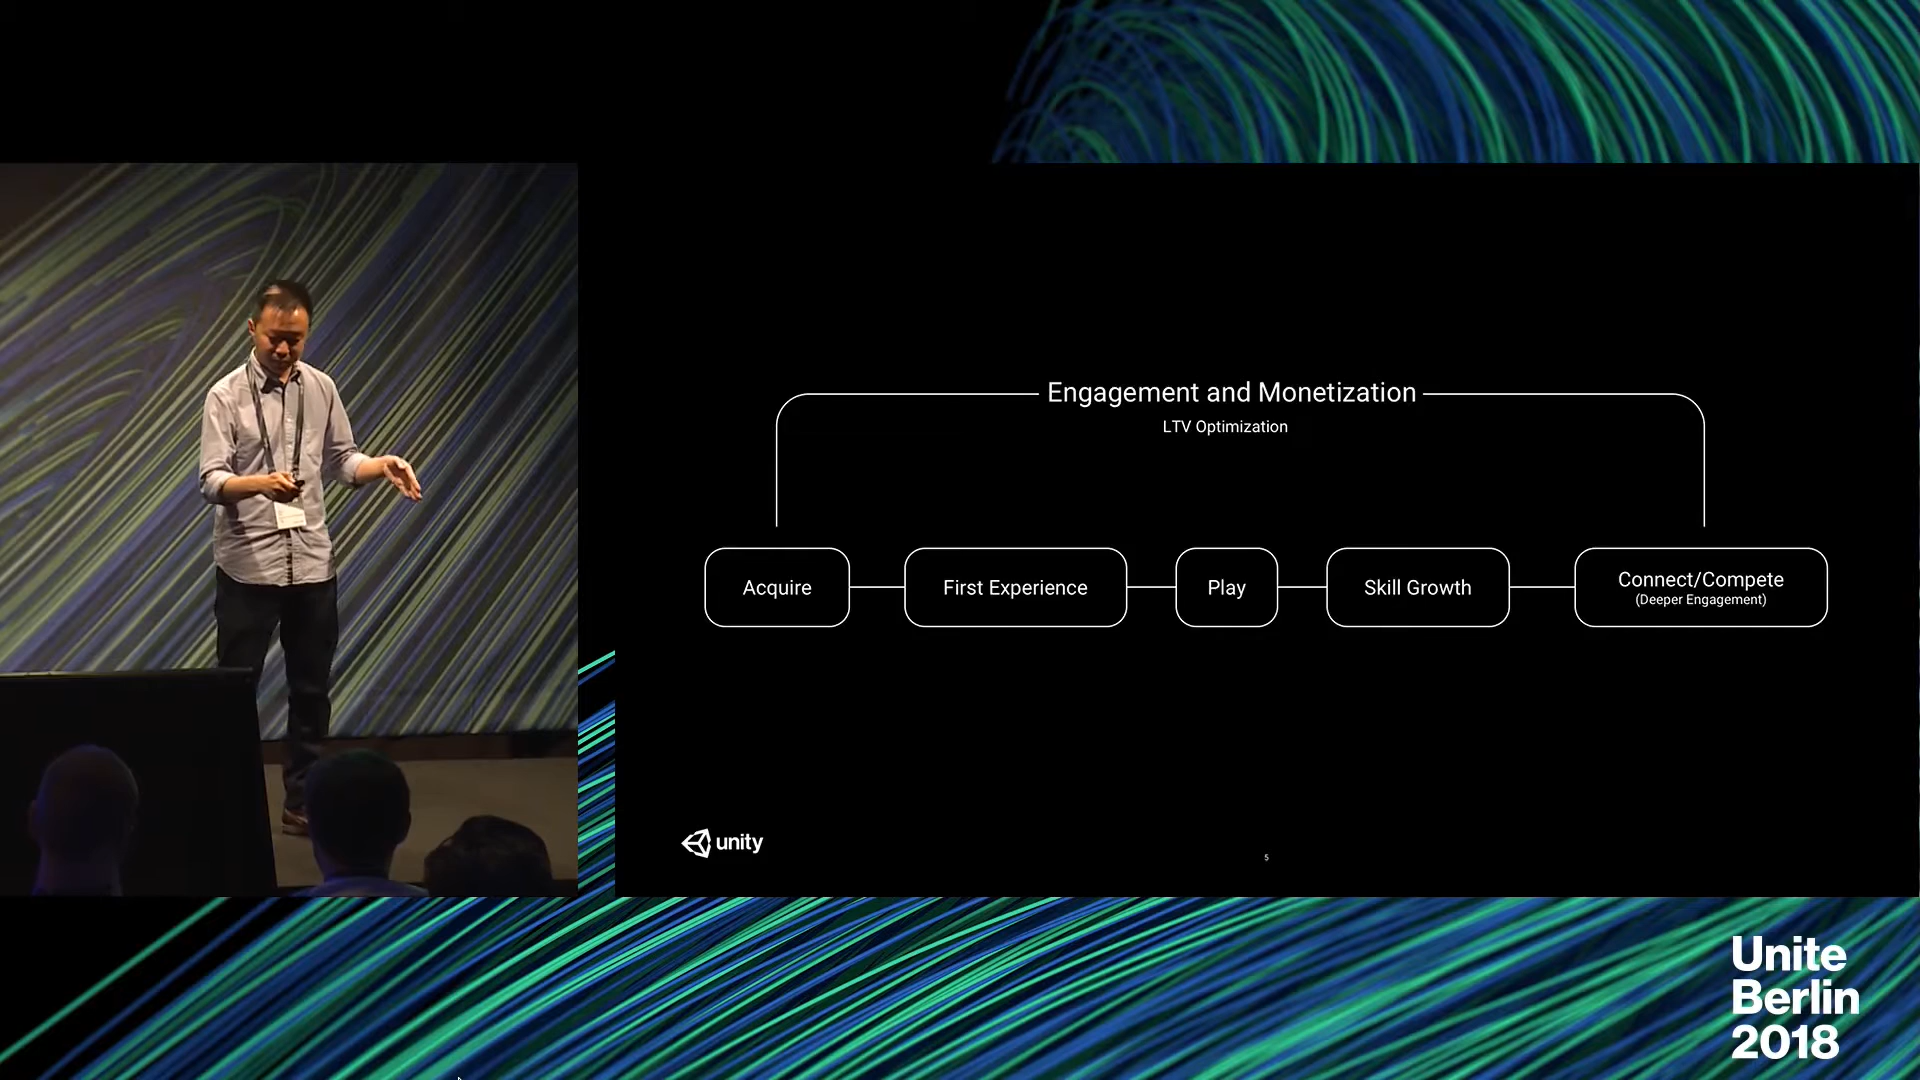 Engagement and Monetization
LTV Optimization
Acquire
First Experience
Play
Skill Growth
Connect/Compete
(Deeper Engagement)
unity
5
Unite
Berlin
2018